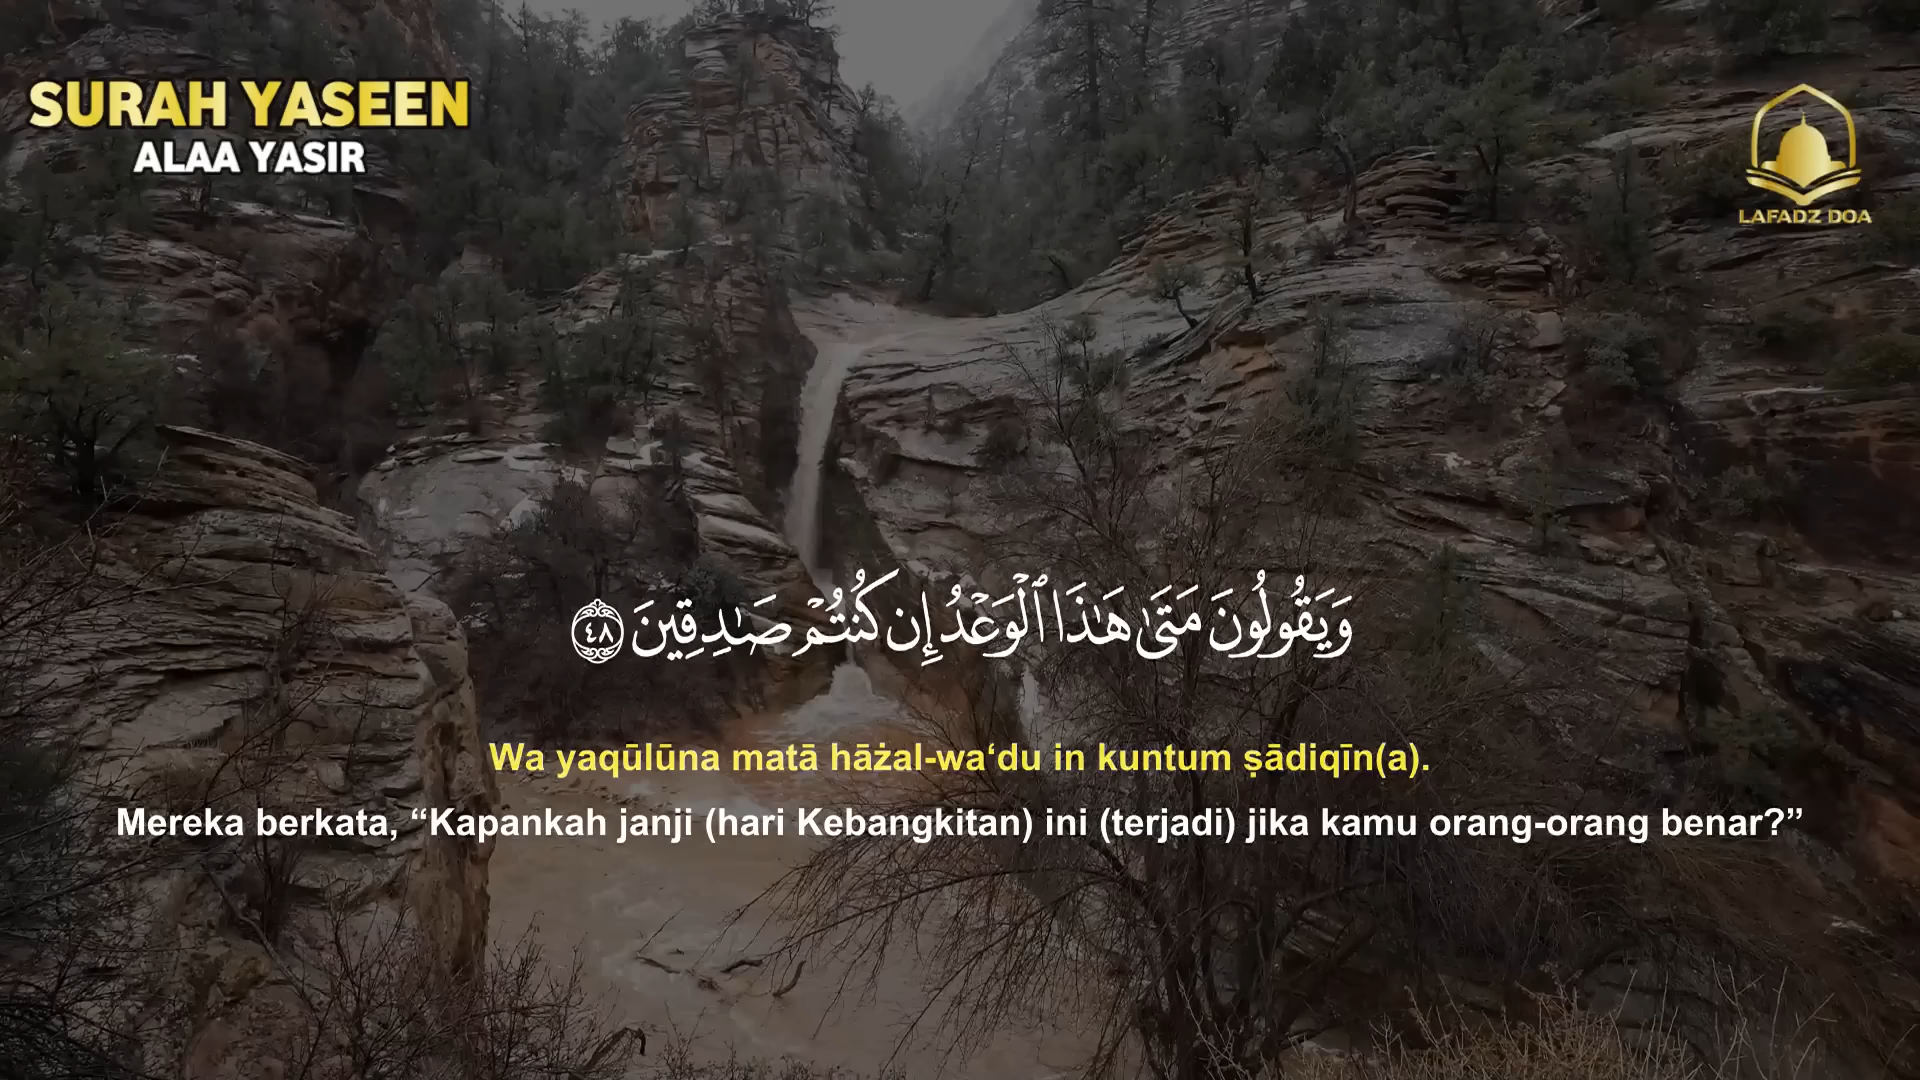 SURAH YASEEN
ALAA YASIR
LAFADZ DOA
وَيَقُولُونَ مَتَىٰ هَـٰذَا ٱلْوَعْدُ إِن كُنتُمْ صَـٰدِقِينَ ٤٨
Wa yaqūlūna matā hāżal-wa‘du in kuntum ṣādiqīn(a).
Mereka berkata, “Kapankah janji (hari Kebangkitan) ini (terjadi) jika kamu orang-orang benar?”